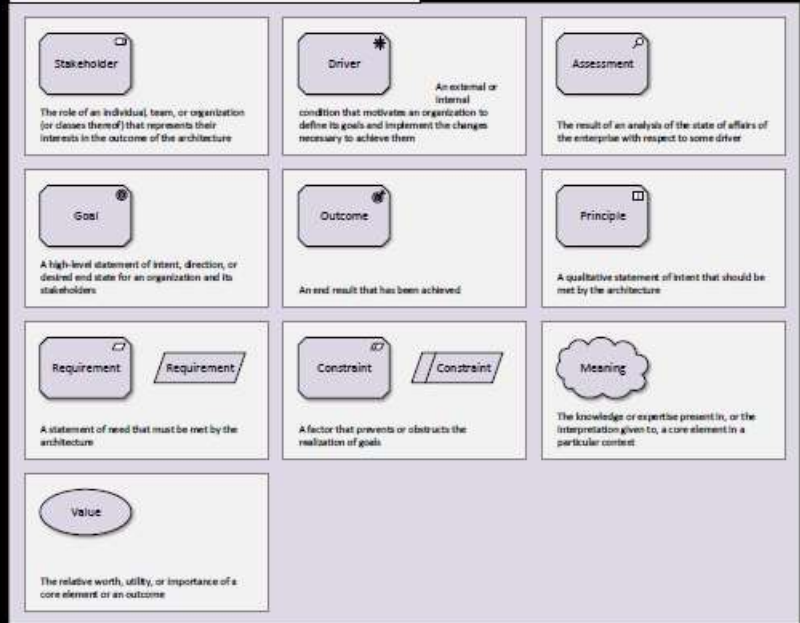 Stakeholder
The role of an individual, team, or organization
(or classes thereof) that represents their
interests in the outcome of the architecture
Driver
An external or
internal
condition that motivates an organization to
define its goals and implement the changes
necessary to achieve them
Assessment
The result of an analysis of the state of affairs of
the enterprise with respect to some driver
Goal
A high-level statement of intent, direction, or
desired end state for an organization and its
stakeholders
Outcome
An end result that has been achieved
Principle
A qualitative statement of intent that should be
met by the architecture
Requirement
Requirement
A statement of need that must be met by the
architecture
Constraint
Constraint
A factor that prevents or obstructs the
realization of goals
Meaning
The knowledge or expertise present in, or the
interpretation given to, a core element in a
particular context
Value
The relative worth, utility, or importance of a
core element or an outcome